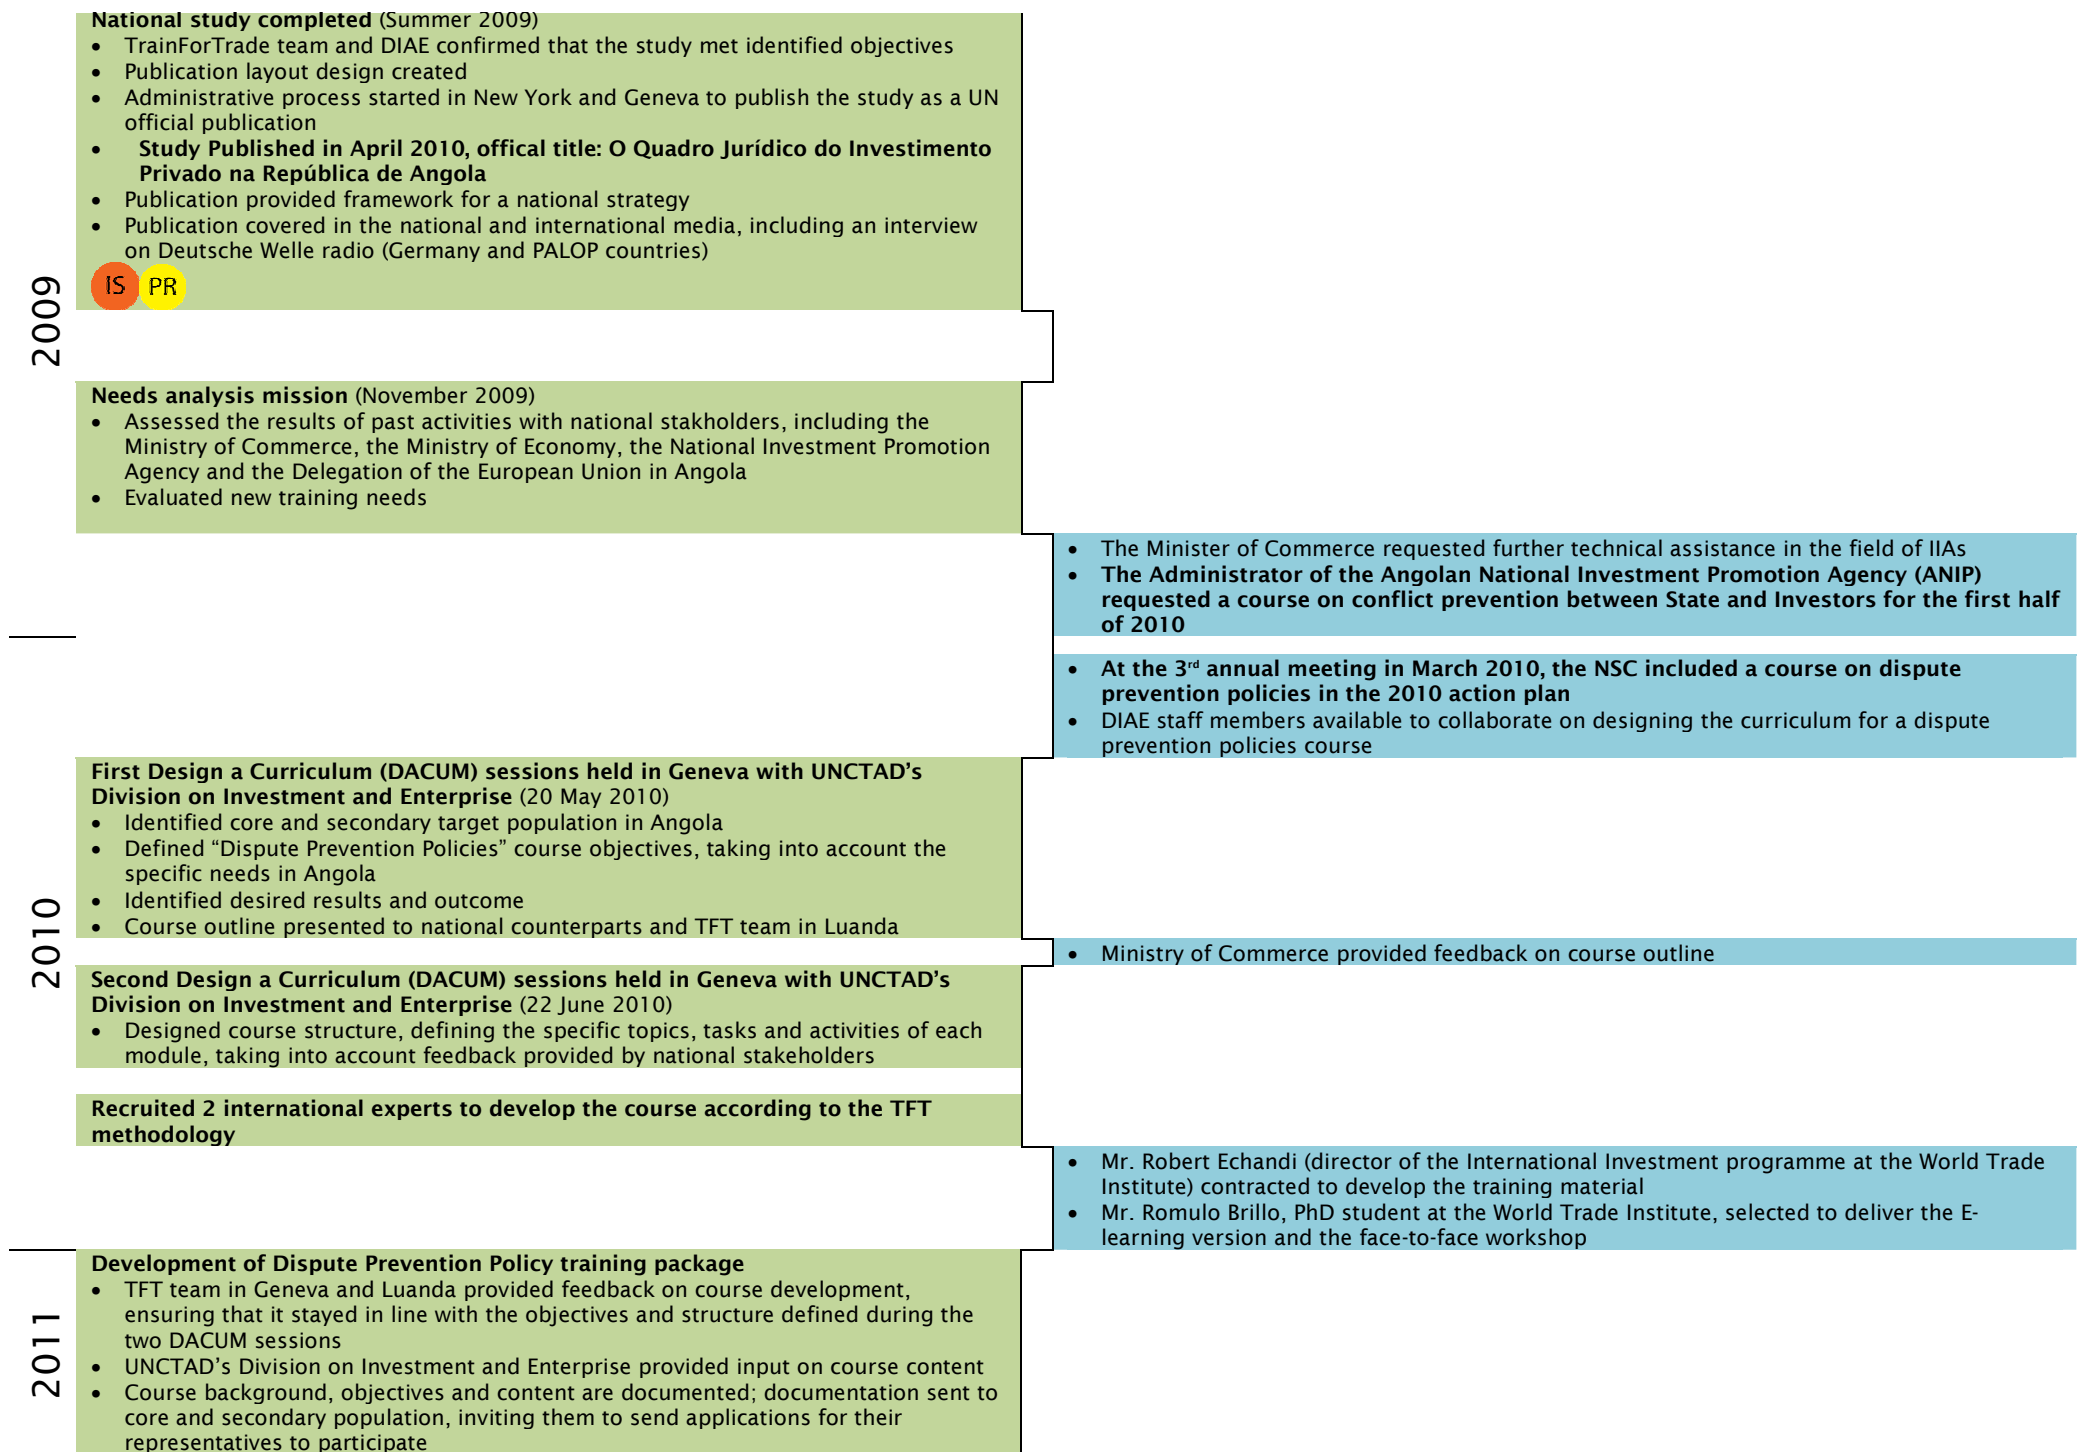 National study completed (Summer 2009)
• TrainForTrade team and DIAE confirmed that the study met identified objectives
• Publication layout design created
• Administrative process started in New York and Geneva to publish the study as a UN
official publication
• Study Published in April 2010, offical title: O Quadro Jurídico do Investimento
Privado na República de Angola
• Publication provided framework for a national strategy
• Publication covered in the national and international media, including an interview
on Deutsche Welle radio (Germany and PALOP countries)
IS PR
2009
Needs analysis mission (November 2009)
• Assessed the results of past activities with national stakholders, including the
Ministry of Commerce, the Ministry of Economy, the National Investment Promotion
Agency and the Delegation of the European Union in Angola
• Evaluated new training needs
• The Minister of Commerce requested further technical assistance in the field of IIAs
• The Administrator of the Angolan National Investment Promotion Agency (ANIP)
requested a course on conflict prevention between State and Investors for the first half
of 2010
• At the 3rd annual meeting in March 2010, the NSC included a course on dispute
prevention policies in the 2010 action plan
• DIAE staff members available to collaborate on designing the curriculum for a dispute
prevention policies course
First Design a Curriculum (DACUM) sessions held in Geneva with UNCTAD’s
Division on Investment and Enterprise (20 May 2010)
• Identified core and secondary target population in Angola
• Defined “Dispute Prevention Policies” course objectives, taking into account the
specific needs in Angola
• Identified desired results and outcome
• Course outline presented to national counterparts and TFT team in Luanda
2010
• Ministry of Commerce provided feedback on course outline
Second Design a Curriculum (DACUM) sessions held in Geneva with UNCTAD’s
Division on Investment and Enterprise (22 June 2010)
• Designed course structure, defining the specific topics, tasks and activities of each
module, taking into account feedback provided by national stakeholders
Recruited 2 international experts to develop the course according to the TFT
methodology
• Mr. Robert Echandi (director of the International Investment programme at the World Trade
Institute) contracted to develop the training material
• Mr. Romulo Brillo, PhD student at the World Trade Institute, selected to deliver the E-
learning version and the face-to-face workshop
Development of Dispute Prevention Policy training package
• TFT team in Geneva and Luanda provided feedback on course development,
ensuring that it stayed in line with the objectives and structure defined during the
two DACUM sessions
• UNCTAD’s Division on Investment and Enterprise provided input on course content
• Course background, objectives and content are documented; documentation sent to
core and secondary population, inviting them to send applications for their
representatives to participate
2011